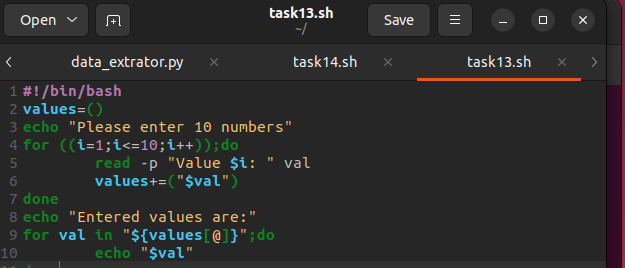 task13.sh
Open Save
~/
data_extrator.py × task14.sh × task13.sh ×
1 #!/bin/bash
2 values=()
3 echo "Please enter 10 numbers"
4 for ((i=1;i<=10;i++));do
5 read -p "Value $i: " val
6 values+=("$val")
7 done
8 echo "Entered values are:"
9 for val in "${values[@]}";do
10 echo "$val"